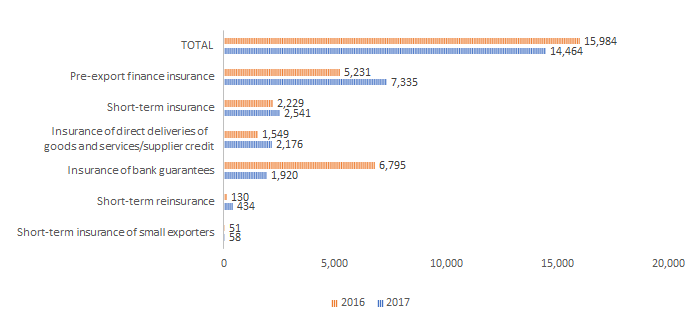 TOTAL
15,984
14,464
Pre-export finance insurance
5,231
7,335
Short-term insurance
2,229
2,541
Insurance of direct deliveries of
goods and services/supplier credit
1,549
2,176
Insurance of bank guarantees
6,795
1,920
Short-term reinsurance
130
434
Short-term insurance of small exporters
51
58
0 5,000 10,000 15,000 20,000
2016 2017